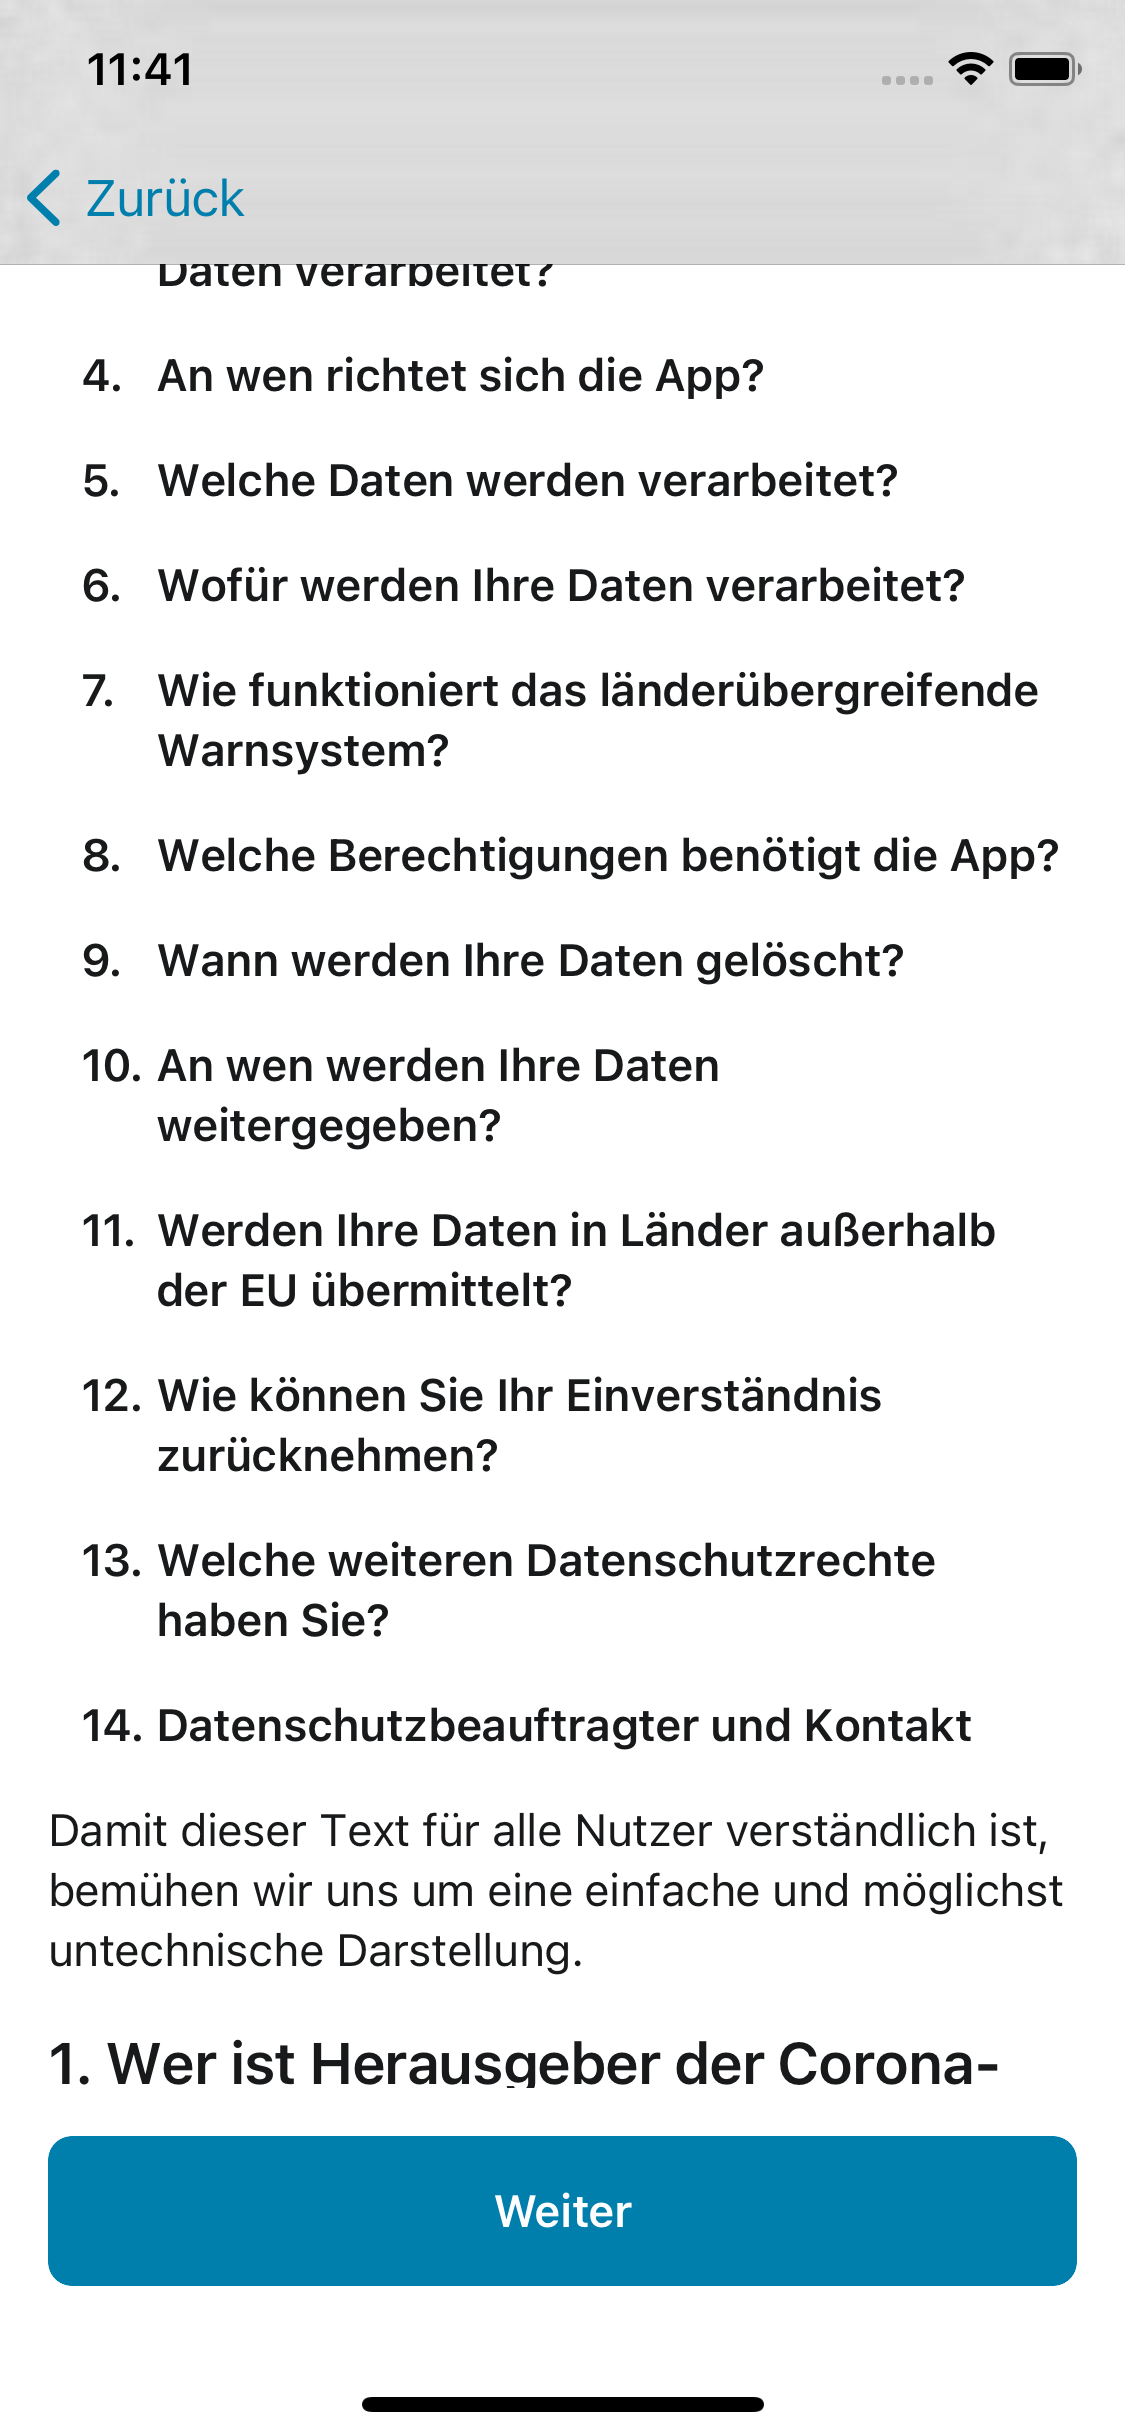 11:41
Zurück
Daten verarbeitet?
4. An wen richtet sich die App?
5. Welche Daten werden verarbeitet?
6. Wofür werden Ihre Daten verarbeitet?
7. Wie funktioniert das länderübergreifende
Warnsystem?
8. Welche Berechtigungen benötigt die App?
9. Wann werden Ihre Daten gelöscht?
10. An wen werden Ihre Daten
weitergegeben?
11. Werden Ihre Daten in Länder außerhalb
der EU übermittelt?
12. Wie können Sie Ihr Einverständnis
zurücknehmen?
13. Welche weiteren Datenschutzrechte
haben Sie?
14. Datenschutzbeauftragter und Kontakt
Damit dieser Text für alle Nutzer verständlich ist,
bemühen wir uns um eine einfache und möglichst
untechnische Darstellung.
1. Wer ist Herausgeber der Corona-
Weiter